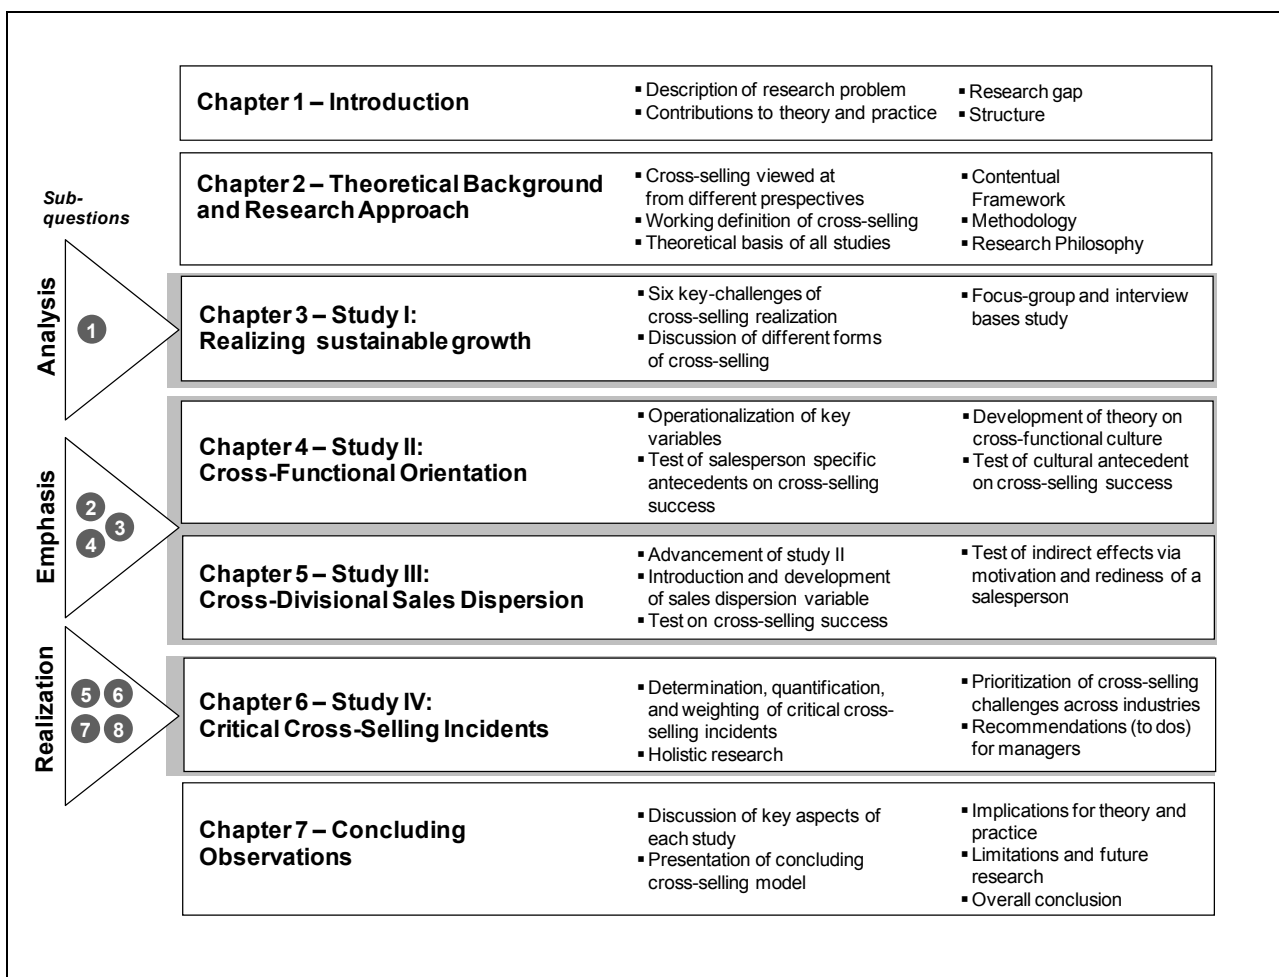 Chapter 1 – Introduction
▪ Description of research problem
▪ Contributions to theory and practice
▪ Research gap
▪ Structure
Sub-
questions
Chapter 2 – Theoretical Background
and Research Approach
▪ Cross-selling viewed at
from different prespectives
▪ Working definition of cross-selling
▪ Theoretical basis of all studies
▪ Contentual
Framework
▪ Methodology
▪ Research Philosophy
Analysis
1
Chapter 3 – Study I:
Realizing sustainable growth
▪ Six key-challenges of
cross-selling realization
▪ Discussion of different forms
of cross-selling
▪ Focus-group and interview
bases study
Emphasis
2
3
4
Chapter 4 – Study II:
Cross-Functional Orientation
▪ Operationalization of key
variables
▪ Test of salesperson specific
antecedents on cross-selling
success
▪ Development of theory on
cross-functional culture
▪ Test of cultural antecedent
on cross-selling success
Chapter 5 – Study III:
Cross-Divisional Sales Dispersion
▪ Advancement of study II
▪ Introduction and development
of sales dispersion variable
▪ Test on cross-selling success
▪ Test of indirect effects via
motivation and rediness of a
salesperson
Realization
5 6
7 8
Chapter 6 – Study IV:
Critical Cross-Selling Incidents
▪ Determination, quantification,
and weighting of critical cross-
selling incidents
▪ Holistic research
▪ Prioritization of cross-selling
challenges across industries
▪ Recommendations (to dos)
for managers
Chapter 7 – Concluding
Observations
▪ Discussion of key aspects of
each study
▪ Presentation of concluding
cross-selling model
▪ Implications for theory and
practice
▪ Limitations and future
research
▪ Overall conclusion